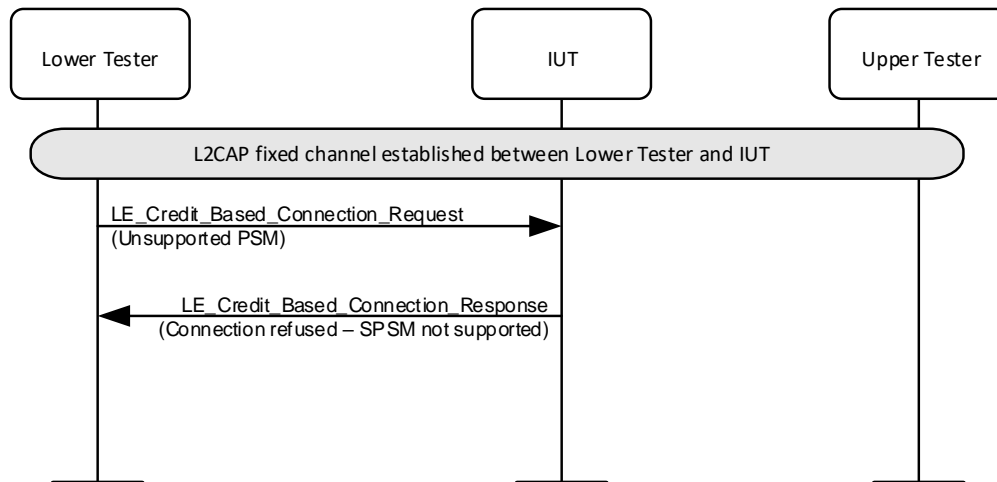 Lower Tester
IUT
Upper Tester
L2CAP fixed channel established between Lower Tester and IUT
LE_Credit_Based_Connection_Request
(Unsupported PSM)
LE_Credit_Based_Connection_Response
(Connection refused – SPSM not supported)